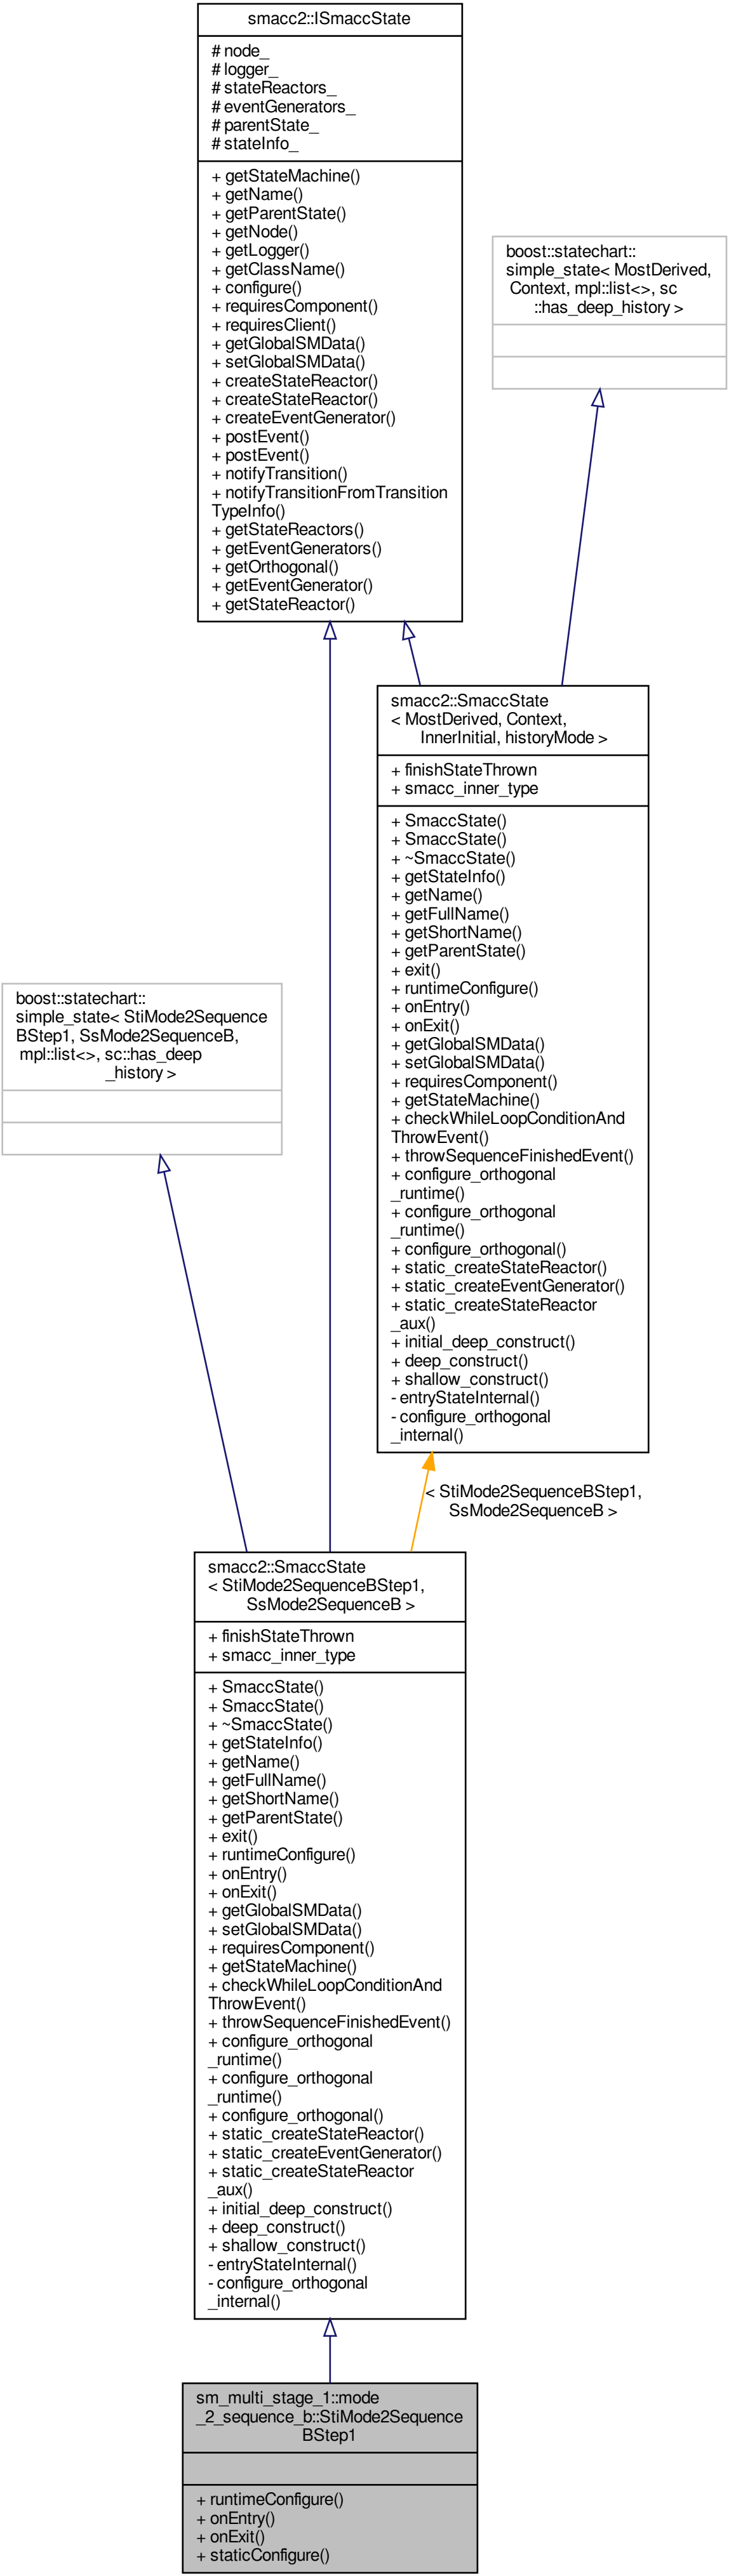 smacc2::ISmaccState
# node_
# logger_
# stateReactors_
# eventGenerators_
# parentState_
# stateInfo_
+ getStateMachine()
+ getName()
+ getParentState()
+ getNode()
+ getLogger()
+ getClassName()
+ configure()
+ requiresComponent()
+ requiresClient()
+ getGlobalSMData()
+ setGlobalSMData()
+ createStateReactor()
+ createStateReactor()
+ createEventGenerator()
+ postEvent()
+ postEvent()
+ notifyTransition()
+ notifyTransitionFromTransition
TypeInfo()
+ getStateReactors()
+ getEventGenerators()
+ getOrthogonal()
+ getEventGenerator()
+ getStateReactor()
boost::statechart::
simple_state< MostDerived,
Context, mpl::list<>, sc
::has_deep_history >
smacc2::SmaccState
< MostDerived, Context,
InnerInitial, historyMode >
+ finishStateThrown
+ smacc_inner_type
+ SmaccState()
+ SmaccState()
+ ~SmaccState()
+ getStateInfo()
+ getName()
+ getFullName()
+ getShortName()
+ getParentState()
+ exit()
+ runtimeConfigure()
+ onEntry()
+ onExit()
+ getGlobalSMData()
+ setGlobalSMData()
+ requiresComponent()
+ getStateMachine()
+ checkWhileLoopConditionAnd
ThrowEvent()
+ throwSequenceFinishedEvent()
+ configure_orthogonal
_runtime()
+ configure_orthogonal
_runtime()
+ configure_orthogonal()
+ static_createStateReactor()
+ static_createEventGenerator()
+ static_createStateReactor
_aux()
+ initial_deep_construct()
+ deep_construct()
+ shallow_construct()
- entryStateInternal()
- configure_orthogonal
_internal()
boost::statechart::
simple_state< StiMode2Sequence
BStep1, SsMode2SequenceB,
mpl::list<>, sc::has_deep
_history >
< StiMode2SequenceBStep1,
SsMode2SequenceB >
smacc2::SmaccState
< StiMode2SequenceBStep1,
SsMode2SequenceB >
+ finishStateThrown
+ smacc_inner_type
+ SmaccState()
+ SmaccState()
+ ~SmaccState()
+ getStateInfo()
+ getName()
+ getFullName()
+ getShortName()
+ getParentState()
+ exit()
+ runtimeConfigure()
+ onEntry()
+ onExit()
+ getGlobalSMData()
+ setGlobalSMData()
+ requiresComponent()
+ getStateMachine()
+ checkWhileLoopConditionAnd
ThrowEvent()
+ throwSequenceFinishedEvent()
+ configure_orthogonal
_runtime()
+ configure_orthogonal
_runtime()
+ configure_orthogonal()
+ static_createStateReactor()
+ static_createEventGenerator()
+ static_createStateReactor
_aux()
+ initial_deep_construct()
+ deep_construct()
+ shallow_construct()
- entryStateInternal()
- configure_orthogonal
_internal()
sm_multi_stage_1::mode
_2_sequence_b::StiMode2Sequence
BStep1
+ runtimeConfigure()
+ onEntry()
+ onExit()
+ staticConfigure()